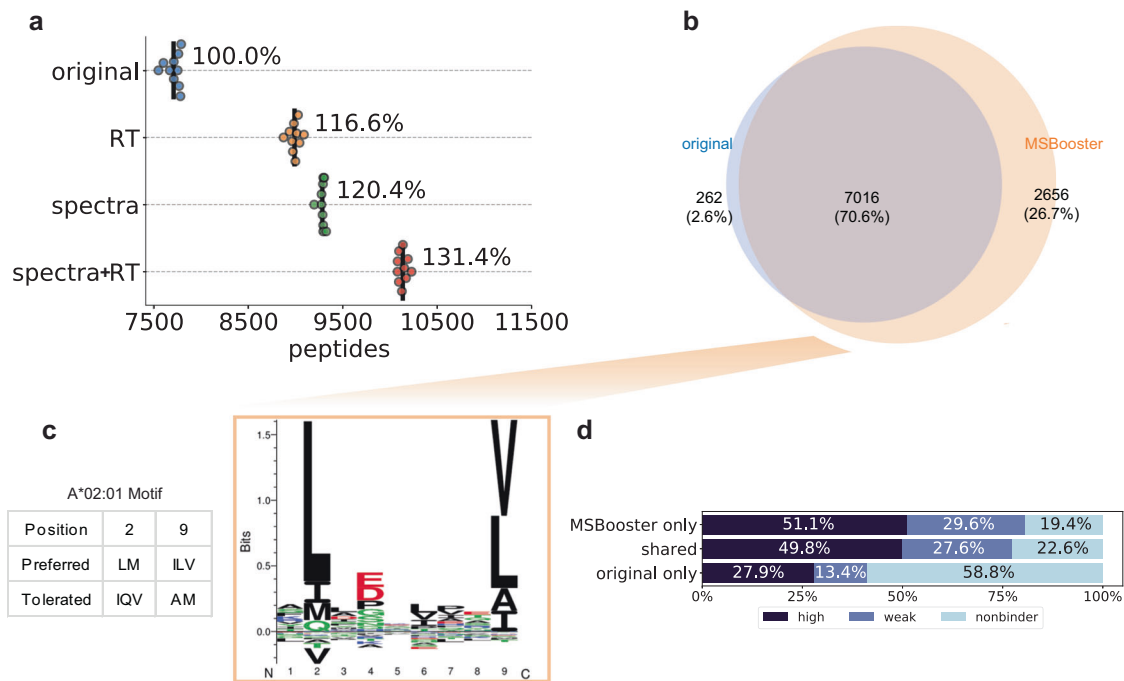 a
original
100.0%
RT
116.6%
spectra
120.4%
spectra+RT
131.4%
7500 8500 9500 10500 11500
peptides
b
original
MSBooster
262
(2.6%)
7016
(70.6%)
2656
(26.7%)
c
A*02:01 Motif
Position 2 9
Preferred LM ILV
Tolerated IQV AM
Bits
1.5
1.0
0.5
0.0
L I M Q V
E D P G S
V L A I
N 1 2 3 4 5 6 7 8 9 C
d
MSBooster only 51.1% 29.6% 19.4%
shared 49.8% 27.6% 22.6%
original only 27.9% 13.4% 58.8%
0% 25% 50% 75% 100%
high weak nonbinder